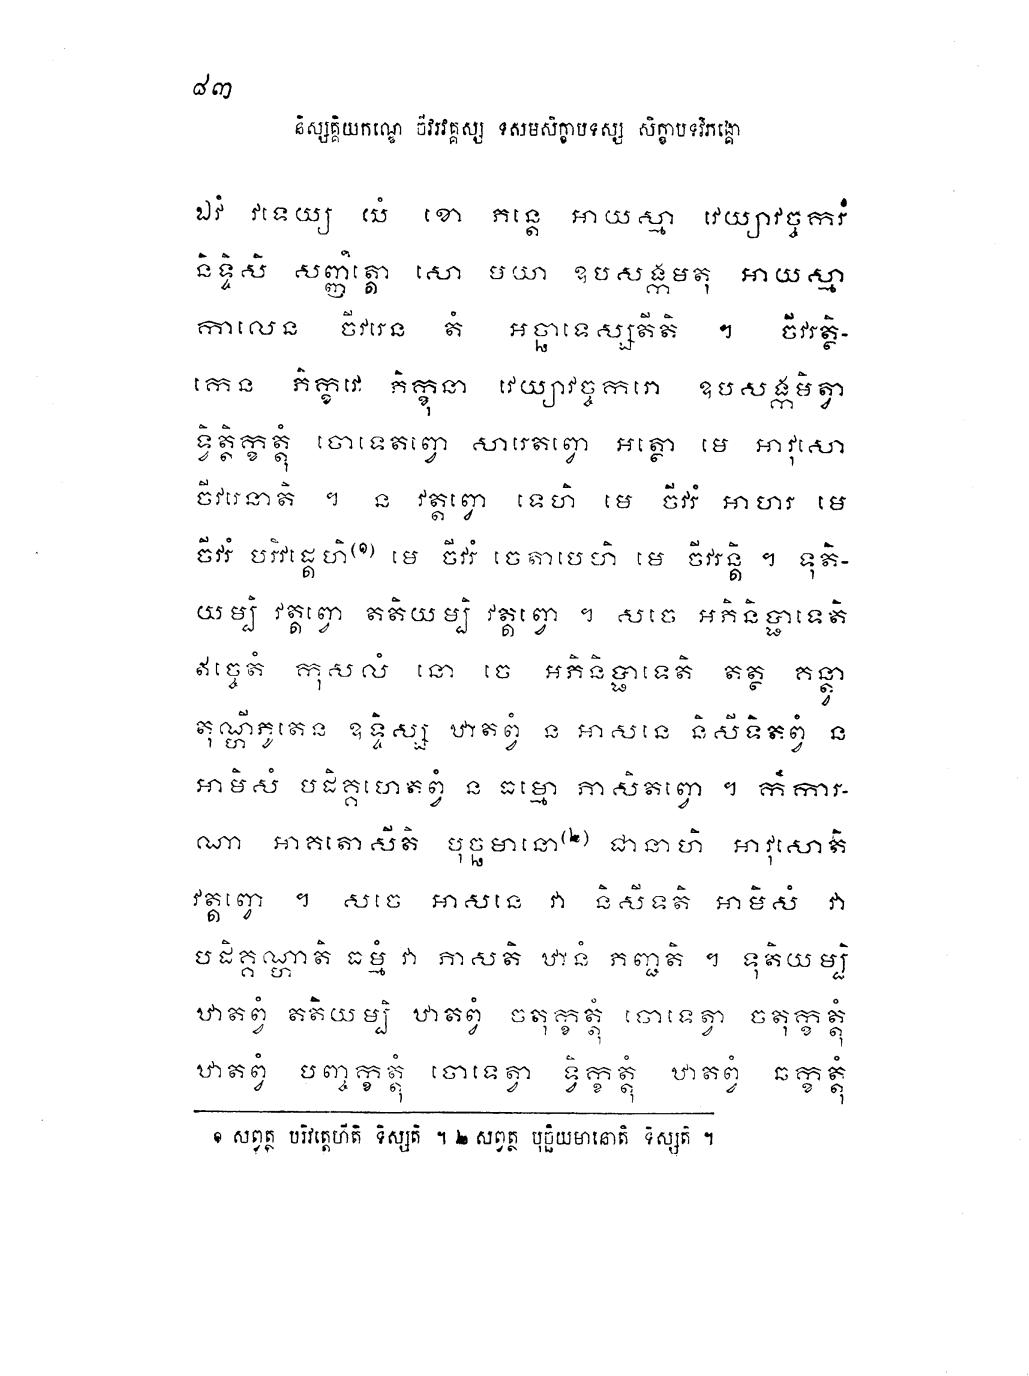 ៨៣
និស្សគ្គិយកណ្ឌេ ចីវរវគ្គស្ស ទសមសិក្ខាបទស្ស សិក្ខាបទវិភង្គោ
ឯវំ វទេយ្យ យំ ខោ ភន្តេ អាយស្មា វេយ្យាវច្ចករំ
និទ្ទិសិ សញ្ញត្តោ សោ មយា ឧបសង្កមតុ អាយស្មា
កាលេន ចីវរេន តំ អច្ឆាទេស្សតីតិ ។ ចីវរត្ថិ-
កេន ភិក្ខវេ ភិក្ខុនា វេយ្យាវច្ចករោ ឧបសង្កមិត្វា
ទ្វិត្តិក្ខត្តុំ ចោទេតព្វោ សារេតព្វោ អត្ថោ មេ អាវុសោ
ចីវរេនាតិ ។ ន វត្តព្វោ ទេហិ មេ ចីវរំ អាហរ មេ
ចីវរំ បរិវដ្តេហិ(១) មេ ចីវរំ ចេតាបេហិ មេ ចីវរន្តិ ។ ទុតិ-
យម្បិ វត្តព្វោ តតិយម្បិ វត្តព្វោ ។ សចេ អភិនិប្ផាទេតិ
ឥច្ចេតំ កុសលំ នោ ចេ អភិនិប្ផាទេតិ តត្ថ គន្ត្វា
តុណ្ហីភូតេន ឧទ្ទិស្ស ឋាតព្វំ ន អាសនេ និសីទិតព្វំ ន
អាមិសំ បដិគ្គហេតព្វំ ន ធម្មោ ភាសិតព្វោ ។ កំការ-
ណា អាគតោសីតិ បុច្ឆមានោ(២) ជានាហិ អាវុសោតិ
វត្តព្វោ ។ សចេ អាសនេ វា និសីទតិ អាមិសំ វា
បដិគ្គណ្ហាតិ ធម្មំ វា ភាសតិ ឋានំ ភញ្ជតិ ។ ទុតិយម្បិ
ឋាតព្វំ តតិយម្បិ ឋាតព្វំ ចតុក្ខត្តុំ ចោទេត្វា ចតុក្ខត្តុំ
ឋាតព្វំ បញ្ចក្ខត្តុំ ចោទេត្វា ទ្វិក្ខត្តុំ ឋាតព្វំ ឆក្ខត្តុំ
១ សព្វត្ថ បរិវត្តេហីតិ ទិស្សតិ ។ ២ សព្វត្ថ បុច្ឆិយមានោតិ ទិស្សតិ ។